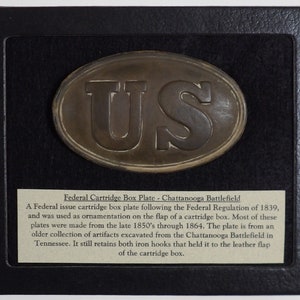 US
Federal Cartridge Box Plate - Chattanooga Battlefield
A Federal issue cartridge box plate following the Federal Regulation of 1839,
and was used as ornamentation on the flap of a cartridge box. Most of these
plates were made from the late 1850's through 1864. The plate is from an
older collection of artifacts excavated from the Chattanooga Battlefield in
Tennessee. It still retains both iron hooks that held it to the leather flap
of the cartridge box.